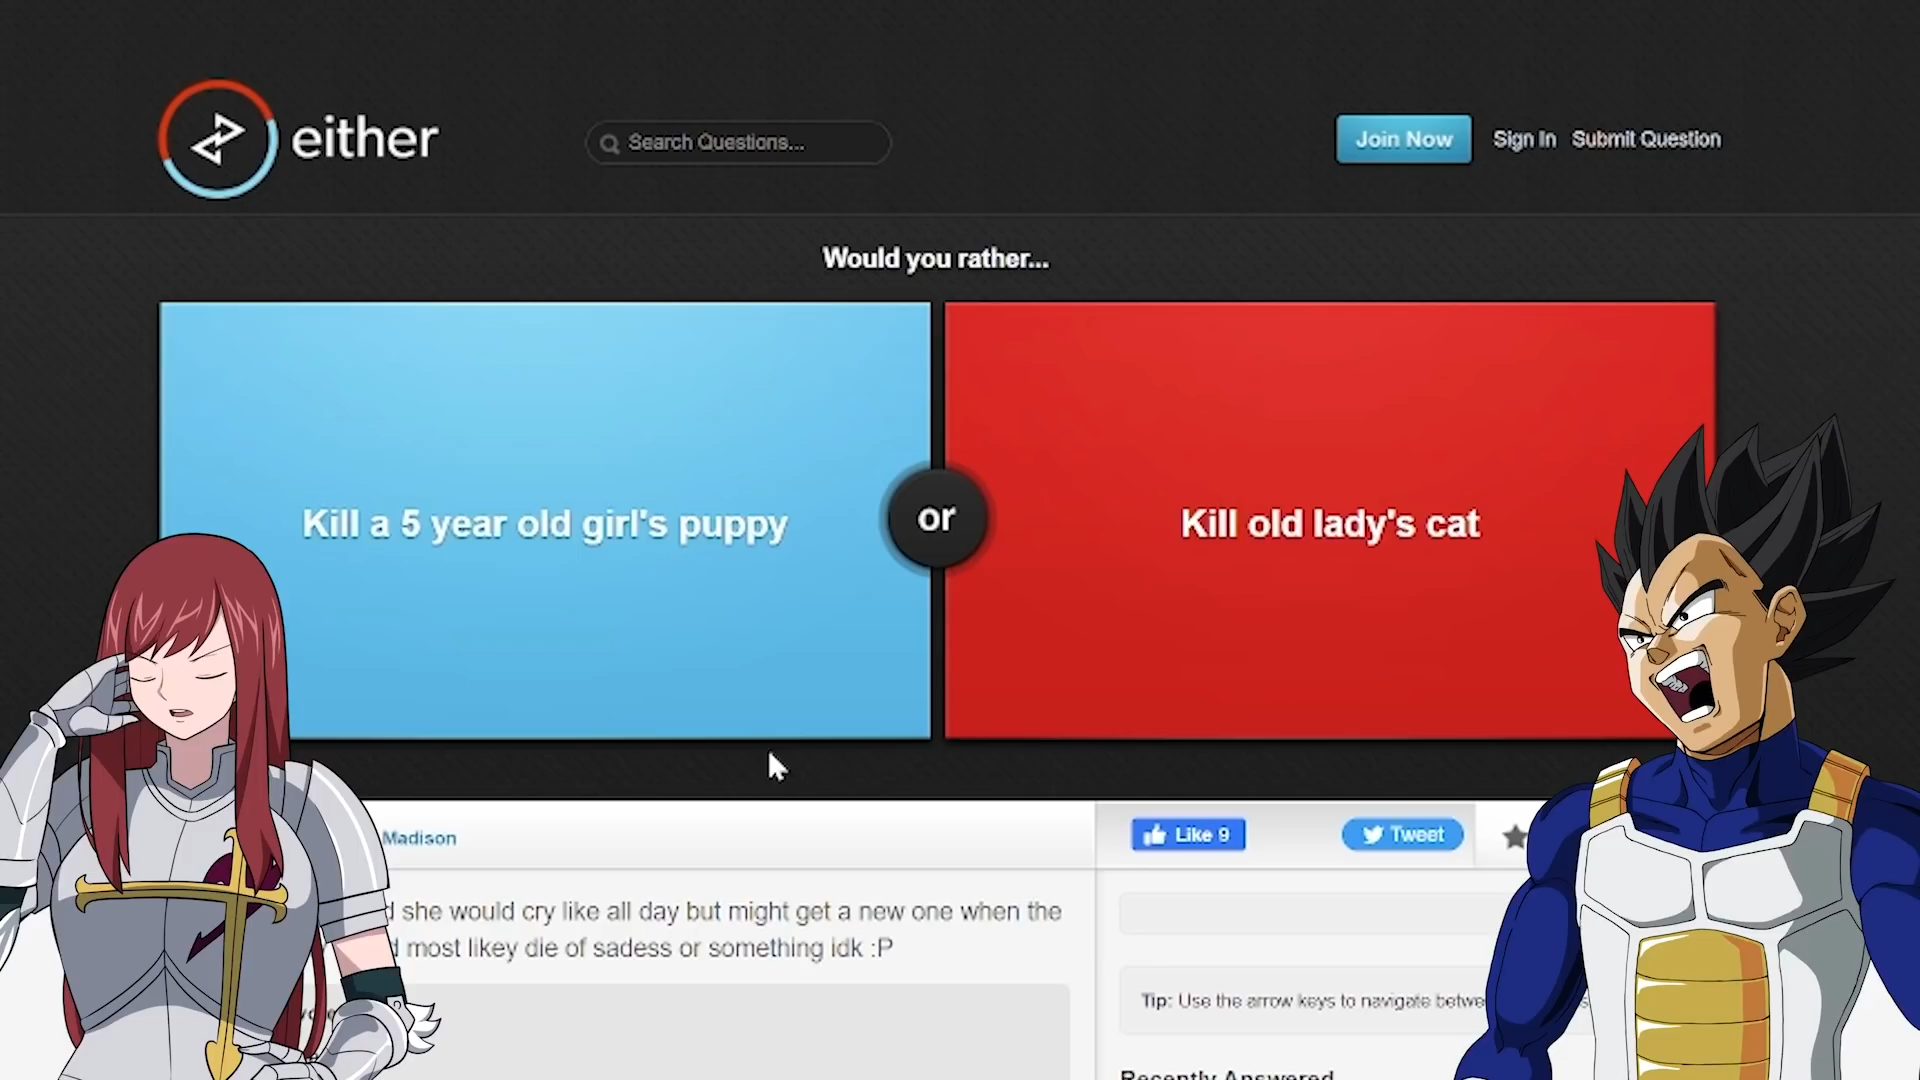 either
Search Questions...
Join Now
Sign In
Submit Question
Would you rather...
Kill a 5 year old girl's puppy
or
Kill old lady's cat
Madison
Like 9
Tweet
she would cry like all day but might get a new one when the
most likey die of sadess or something idk :P
Tip: Use the arrow keys to navigate betwe
Recently Answered